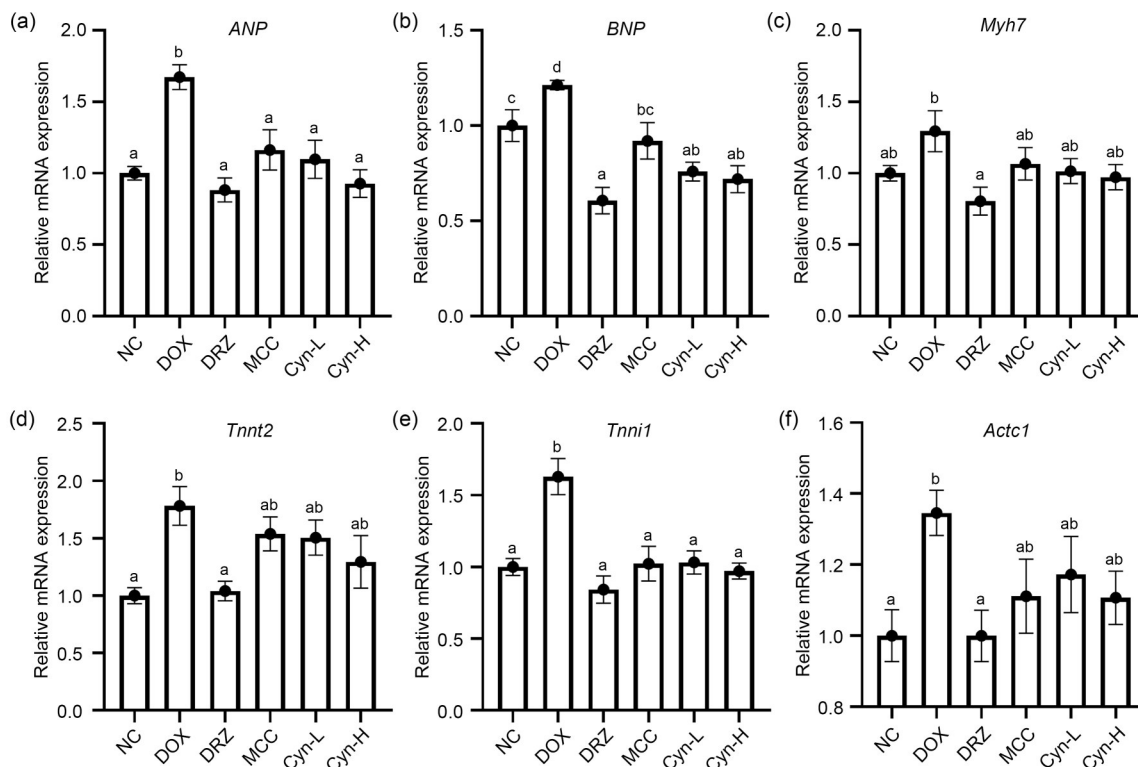 (a)
ANP
Relative mRNA expression
2.0
1.5
1.0
0.5
0.0
a
b
a
a
a
a
NC
DOX
DRZ
MCC
Cyn-L
Cyn-H
(b)
BNP
Relative mRNA expression
1.5
1.0
0.5
0.0
c
d
a
bc
ab
ab
NC
DOX
DRZ
MCC
Cyn-L
Cyn-H
(c)
Myh7
Relative mRNA expression
2.0
1.5
1.0
0.5
0.0
ab
b
a
ab
ab
ab
NC
DOX
DRZ
MCC
Cyn-L
Cyn-H
(d)
Tnnt2
Relative mRNA expression
2.5
2.0
1.5
1.0
0.5
0.0
a
b
a
ab
ab
ab
NC
DOX
DRZ
MCC
Cyn-L
Cyn-H
(e)
Tnni1
Relative mRNA expression
2.0
1.5
1.0
0.5
0.0
a
b
a
a
a
a
NC
DOX
DRZ
MCC
Cyn-L
Cyn-H
(f)
Actc1
Relative mRNA expression
1.6
1.4
1.2
1.0
0.8
a
b
a
ab
ab
ab
NC
DOX
DRZ
MCC
Cyn-L
Cyn-H